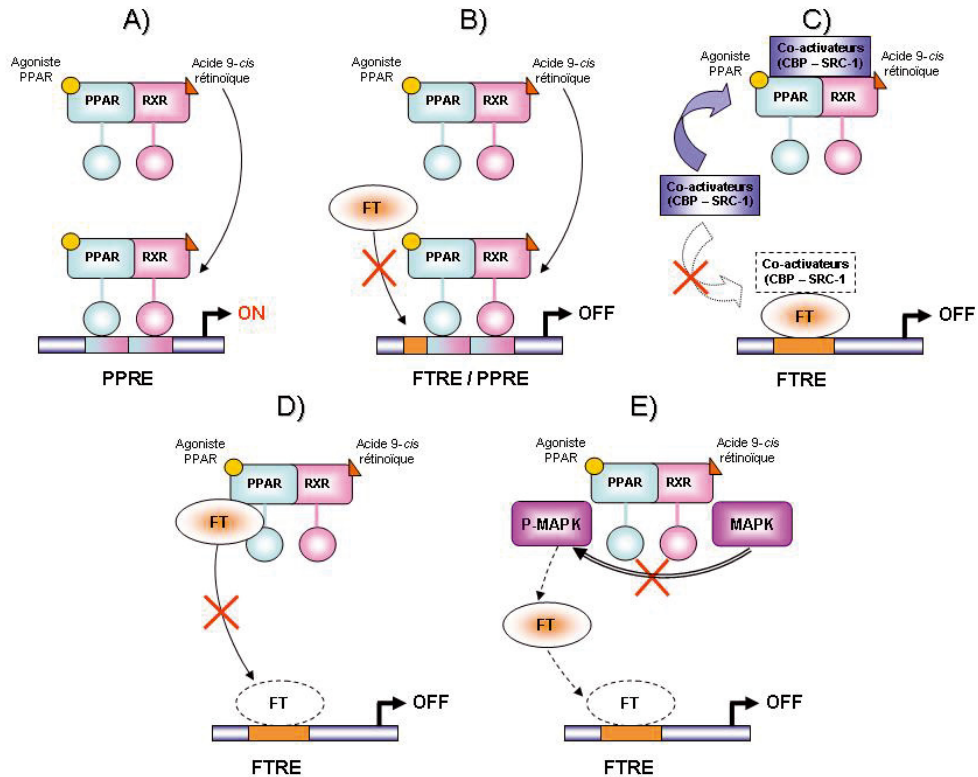 A)
Agoniste
PPAR
Acide 9-cis
rétinoïque
PPAR
RXR
PPAR
RXR
ON
PPRE
B)
Agoniste
PPAR
Acide 9-cis
rétinoïque
PPAR
RXR
FT
PPAR
RXR
OFF
FTRE / PPRE
C)
Agoniste
PPAR
Co-activateurs
(CBP – SRC-1)
Acide 9-cis
rétinoïque
PPAR
RXR
Co-activateurs
(CBP – SRC-1)
Co-activateurs
(CBP – SRC-1
FT
OFF
FTRE
D)
Agoniste
PPAR
Acide 9-cis
rétinoïque
PPAR
RXR
FT
FT
OFF
FTRE
E)
Agoniste
PPAR
Acide 9-cis
rétinoïque
PPAR
RXR
P-MAPK
MAPK
FT
FT
OFF
FTRE